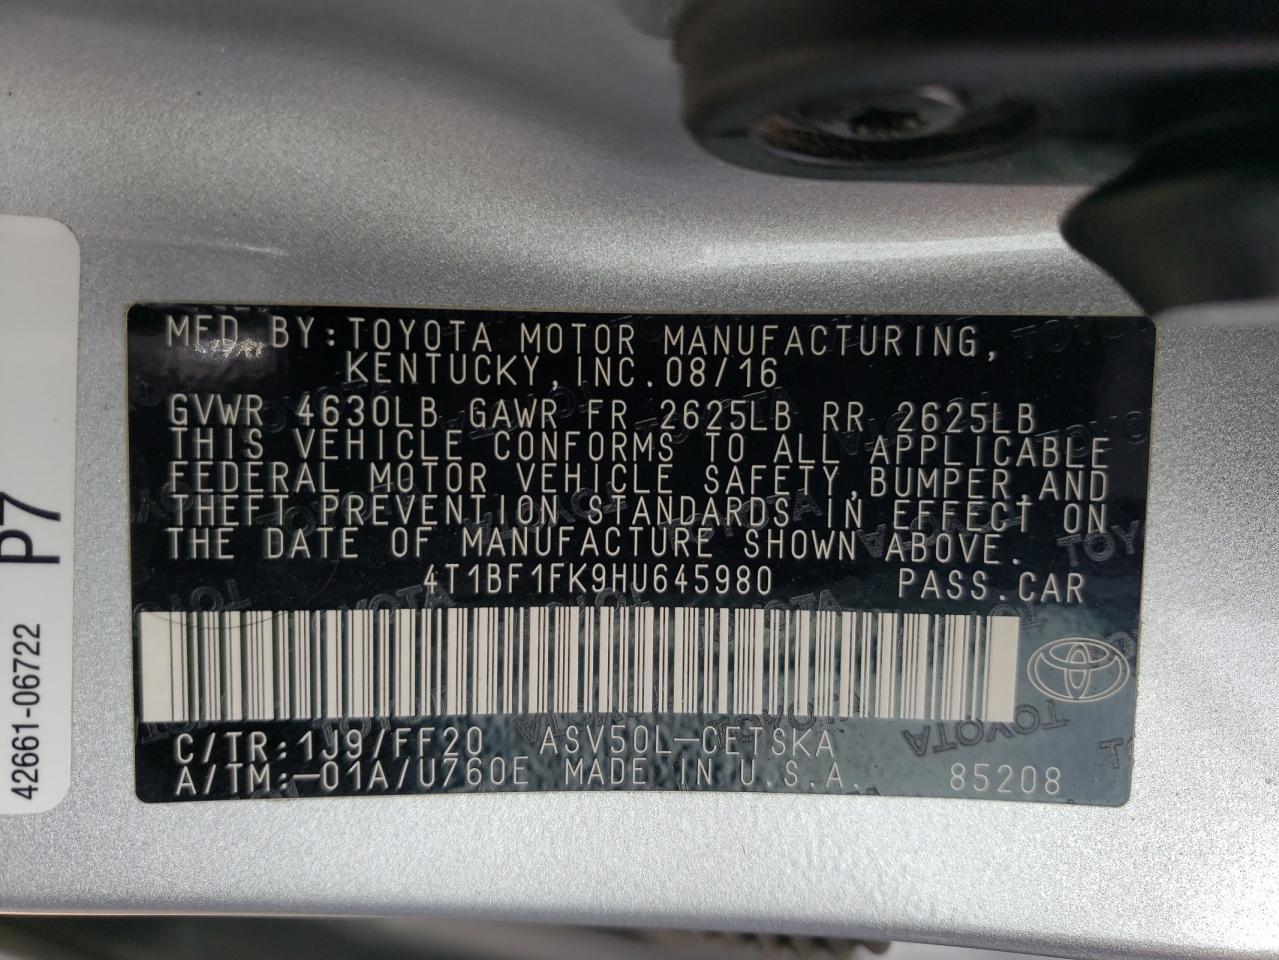 MFD BY:TOYOTA MOTOR MANUFACTURING,
KENTUCKY,INC.08/16
GVWR 4630LB GAWR FR 2625LB RR 2625LB
THIS VEHICLE CONFORMS TO ALL APPLICABLE
FEDERAL MOTOR VEHICLE SAFETY,BUMPER,AND
THEFT PREVENTION STANDARDS IN EFFECT ON
THE DATE OF MANUFACTURE SHOWN ABOVE.
4T1BF1FK9HU645980 PASS.CAR
C/TR:1J9/FF20 ASV50L-CETSKA
A/TM:-01A/U760E MADE IN U.S.A. 85208
P7
42661-06722
TOYOTA